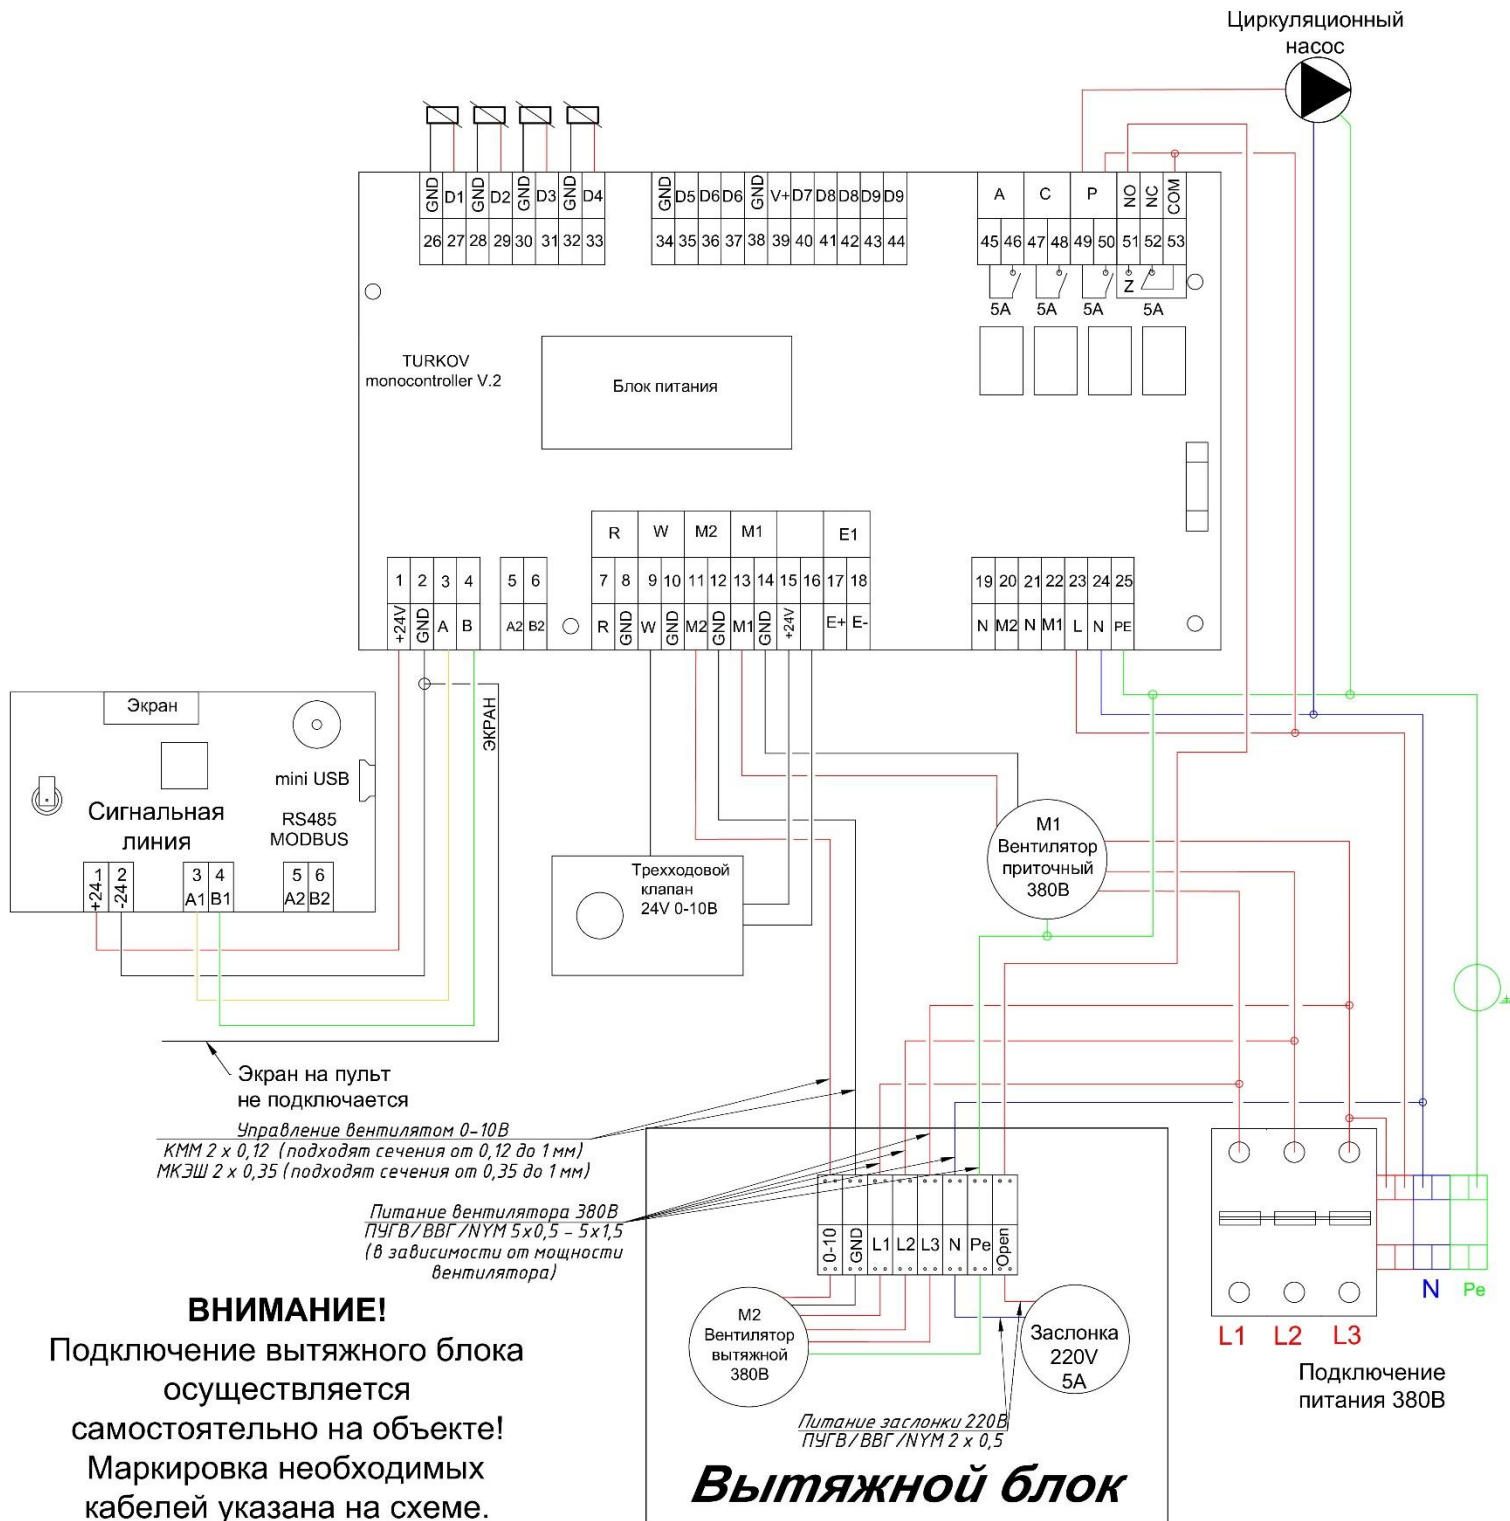 Циркуляционный
насос
GND D1 GND D2 GND D3 GND D4
26 27 28 29 30 31 32 33
GND D5 D6 D6 GND V+ D7 D8 D8 D9 D9
34 35 36 37 38 39 40 41 42 43 44
A C P NO NC COM
45 46 47 48 49 50 51 52 53
Z
5A 5A 5A 5A
TURKOV
monocontroller V.2
Блок питания
R W M2 M1 E1
1 2 3 4 5 6 7 8 9 10 11 12 13 14 15 16 17 18
+24V GND A B A2 B2 R GND W GND M2 GND M1 GND +24V E+ E-
19 20 21 22 23 24 25
N M2 N M1 L N PE
Экран
mini USB
Сигнальная
линия
RS485
MODBUS
1 2 3 4 5 6
+24 -24 A1 B1 A2 B2
ЭКРАН
Трехходовой
клапан
24V 0-10В
M1
Вентилятор
приточный
380В
Экран на пульт
не подключается
Управление вентилятом 0-10В
КММ 2 x 0,12 (подходят сечения от 0,12 до 1 мм)
МКЭШ 2 x 0,35 (подходят сечения от 0,35 до 1 мм)
Питание вентилятора 380В
ПУГВ/ВВГ/NYM 5x0,5 - 5x1,5
(в зависимости от мощности
вентилятора)
0-10 GND L1 L2 L3 N Pe Open
M2
Вентилятор
вытяжной
380В
Заслонка
220V
5A
Питание заслонки 220В
ПУГВ/ВВГ/NYM 2 x 0,5
Вытяжной блок
N Pe
L1 L2 L3
Подключение
питания 380В
ВНИМАНИЕ!
Подключение вытяжного блока
осуществляется
самостоятельно на объекте!
Маркировка необходимых
кабелей указана на схеме.